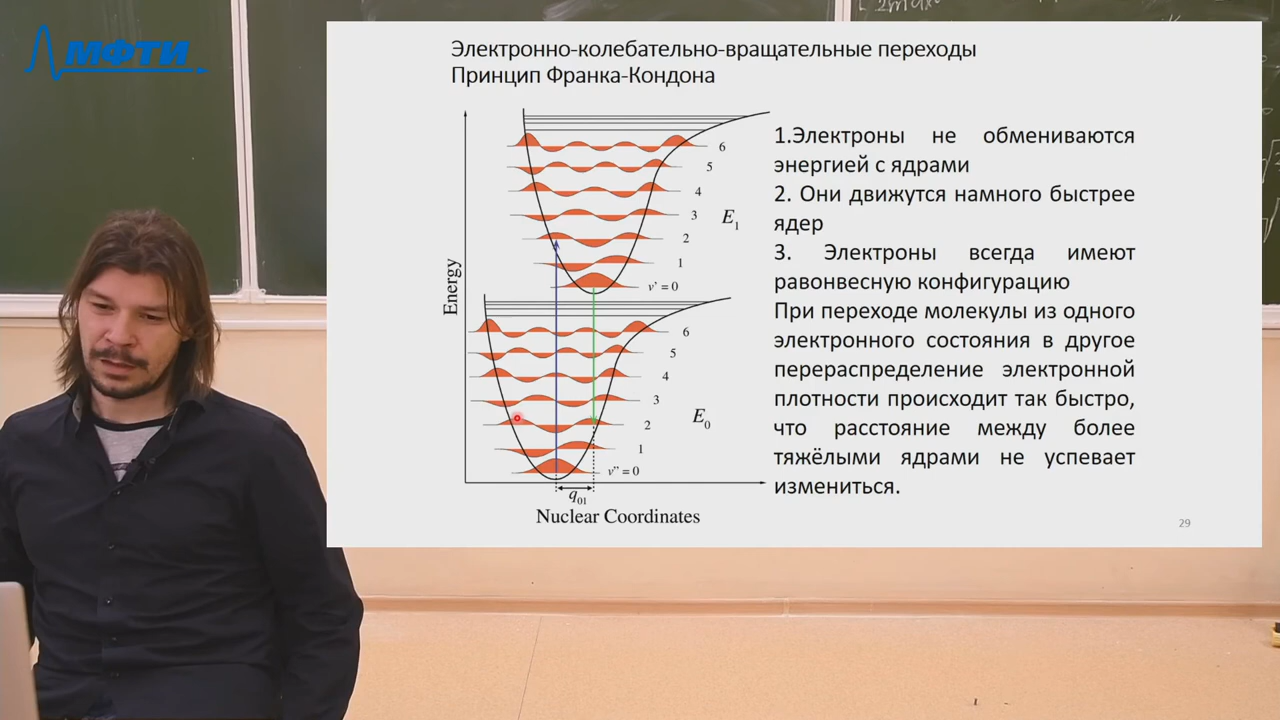 МФТИ
Электронно-колебательно-вращательные переходы
Принцип Франка-Кондона
1.Электроны не обмениваются
энергией с ядрами
2. Они движутся намного быстрее
ядер
3. Электроны всегда имеют
равонвесную конфигурацию
При переходе молекулы из одного
электронного состояния в другое
перераспределение электронной
плотности происходит так быстро,
что расстояние между более
тяжёлыми ядрами не успевает
измениться.
Energy
6
5
4
3
2
1
v' = 0
E1
6
5
4
3
2
1
v'' = 0
E0
q01
Nuclear Coordinates
29